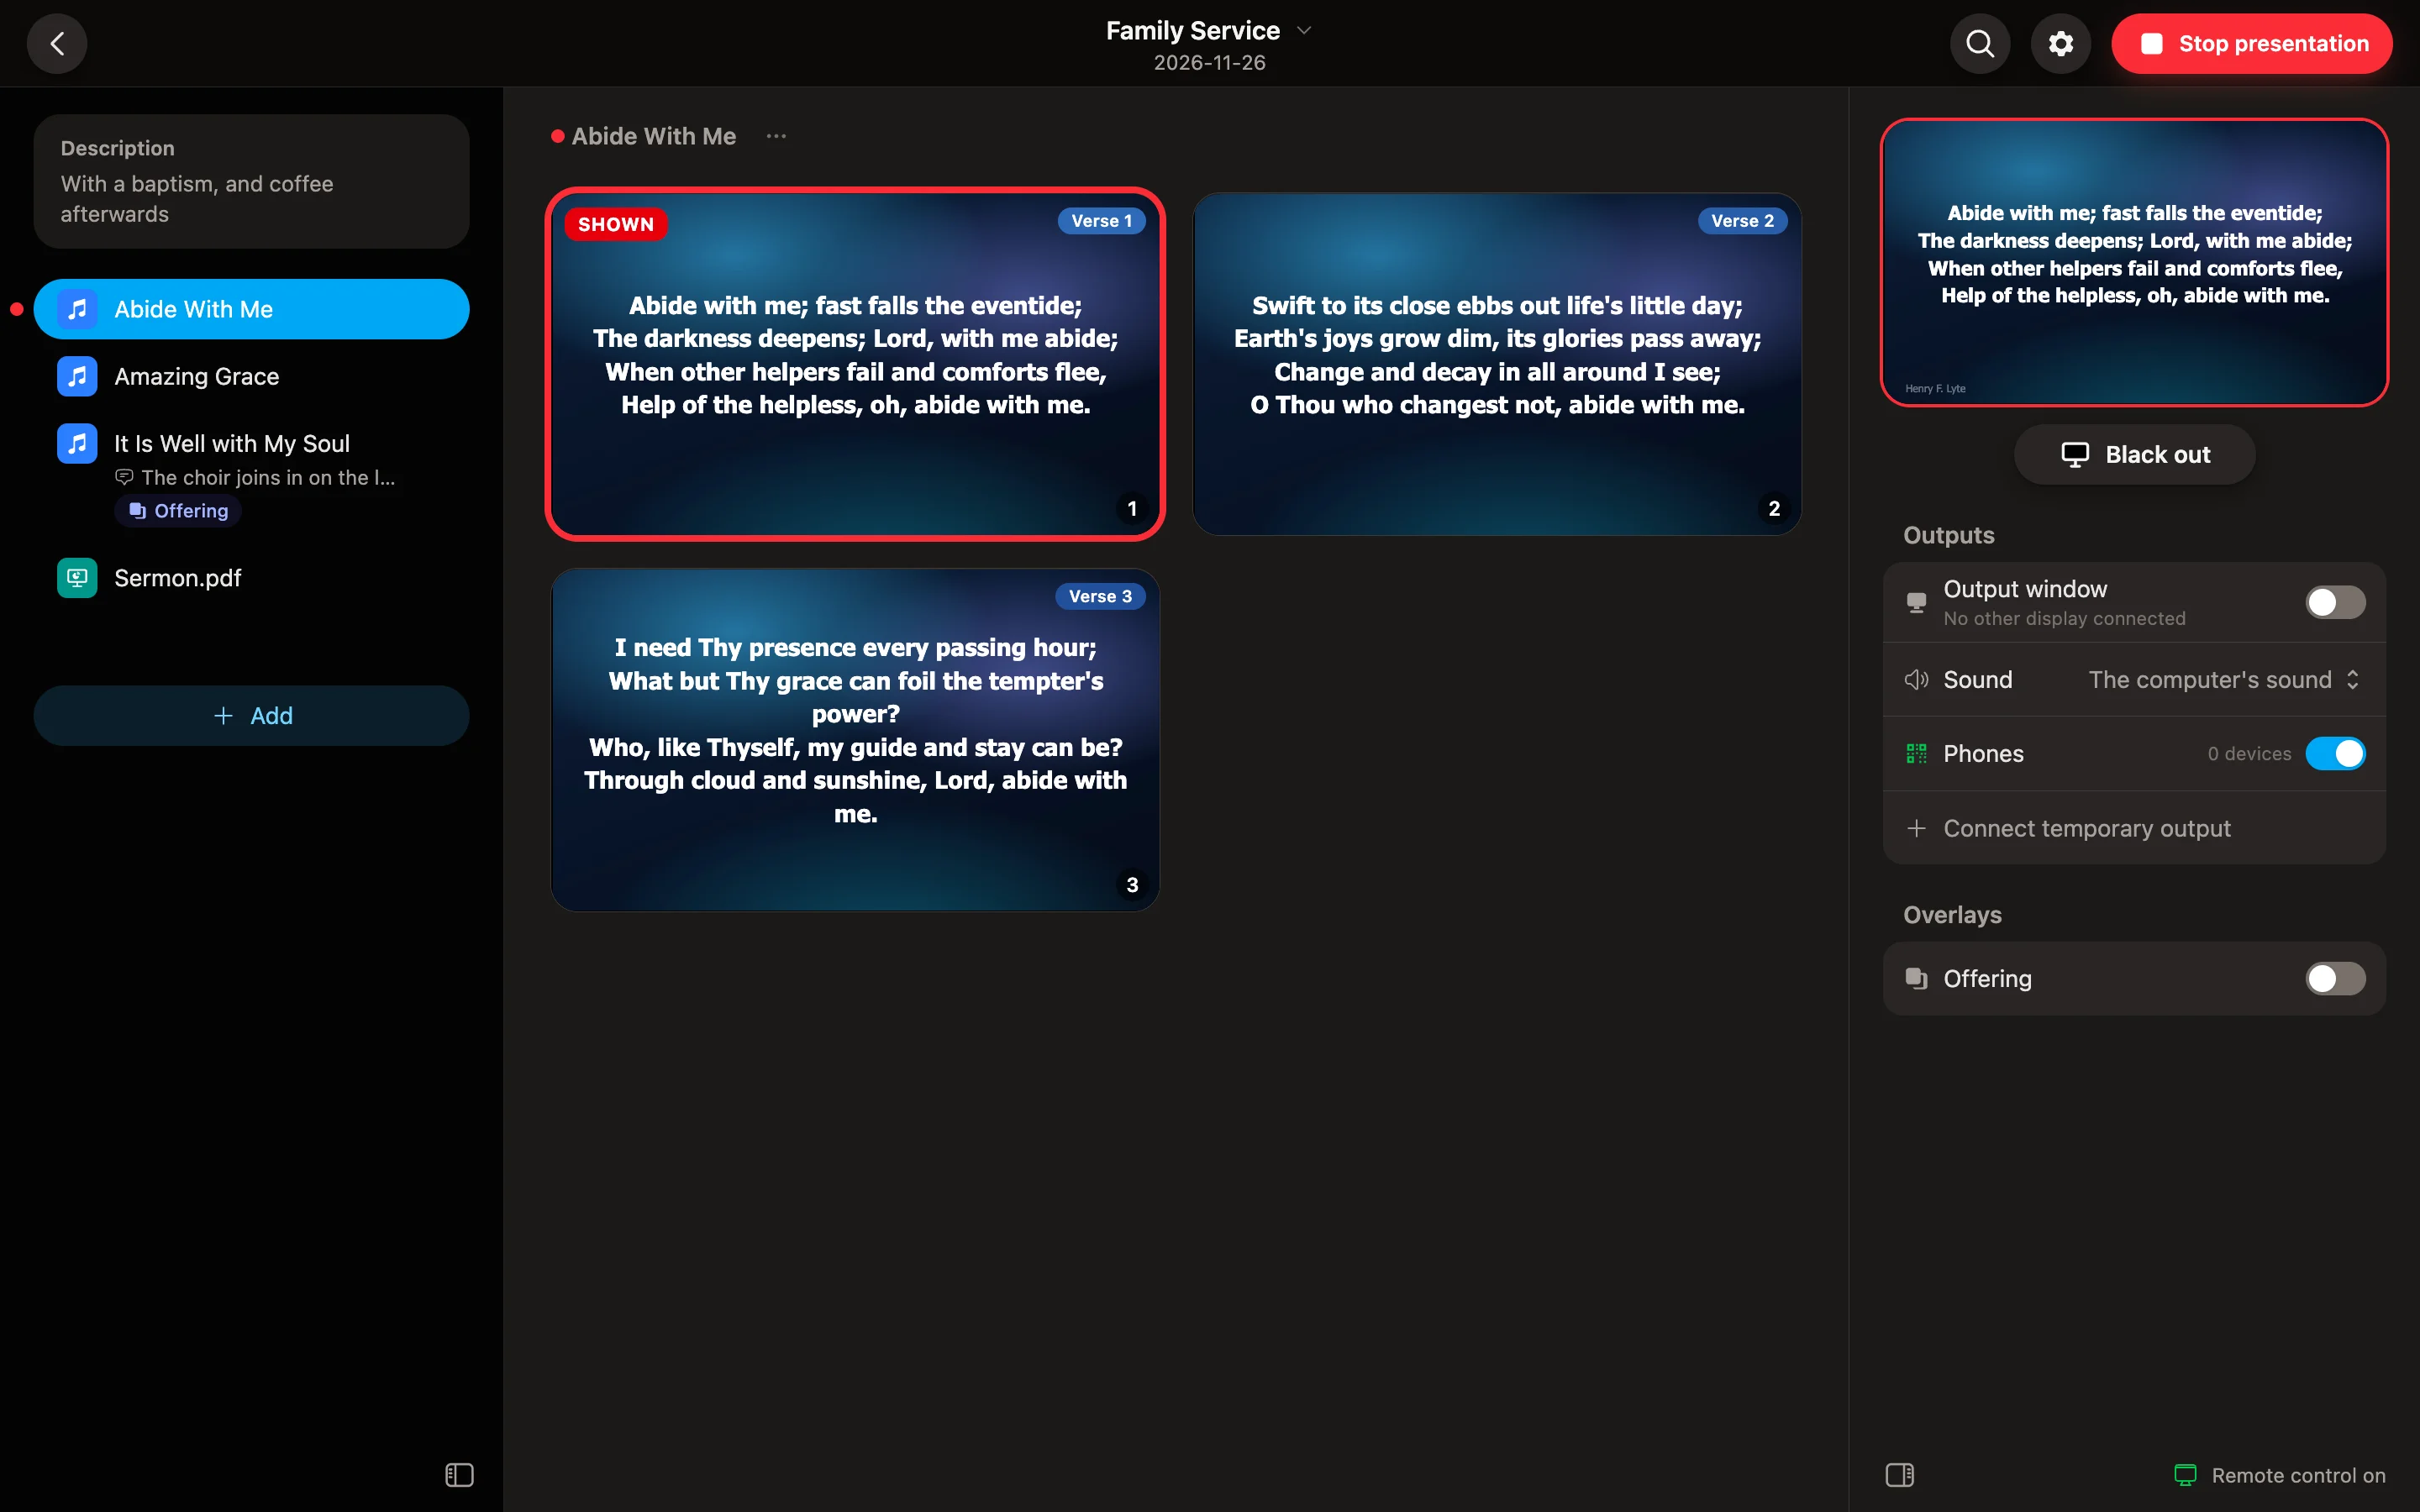 Family Service
2026-11-26
Stop presentation
Description
With a baptism, and coffee
afterwards
Abide With Me
Amazing Grace
It Is Well with My Soul
The choir joins in on the l...
Offering
Sermon.pdf
Add
Abide With Me
SHOWN
Verse 1
Abide with me; fast falls the eventide;
The darkness deepens; Lord, with me abide;
When other helpers fail and comforts flee,
Help of the helpless, oh, abide with me.
1
Verse 2
Swift to its close ebbs out life's little day;
Earth's joys grow dim, its glories pass away;
Change and decay in all around I see;
O Thou who changest not, abide with me.
2
Verse 3
I need Thy presence every passing hour;
What but Thy grace can foil the tempter's
power?
Who, like Thyself, my guide and stay can be?
Through cloud and sunshine, Lord, abide with
me.
3
Abide with me; fast falls the eventide;
The darkness deepens; Lord, with me abide;
When other helpers fail and comforts flee,
Help of the helpless, oh, abide with me.
Henry F. Lyte
Black out
Outputs
Output window
No other display connected
Sound The computer's sound
Phones 0 devices
Connect temporary output
Overlays
Offering
Remote control on